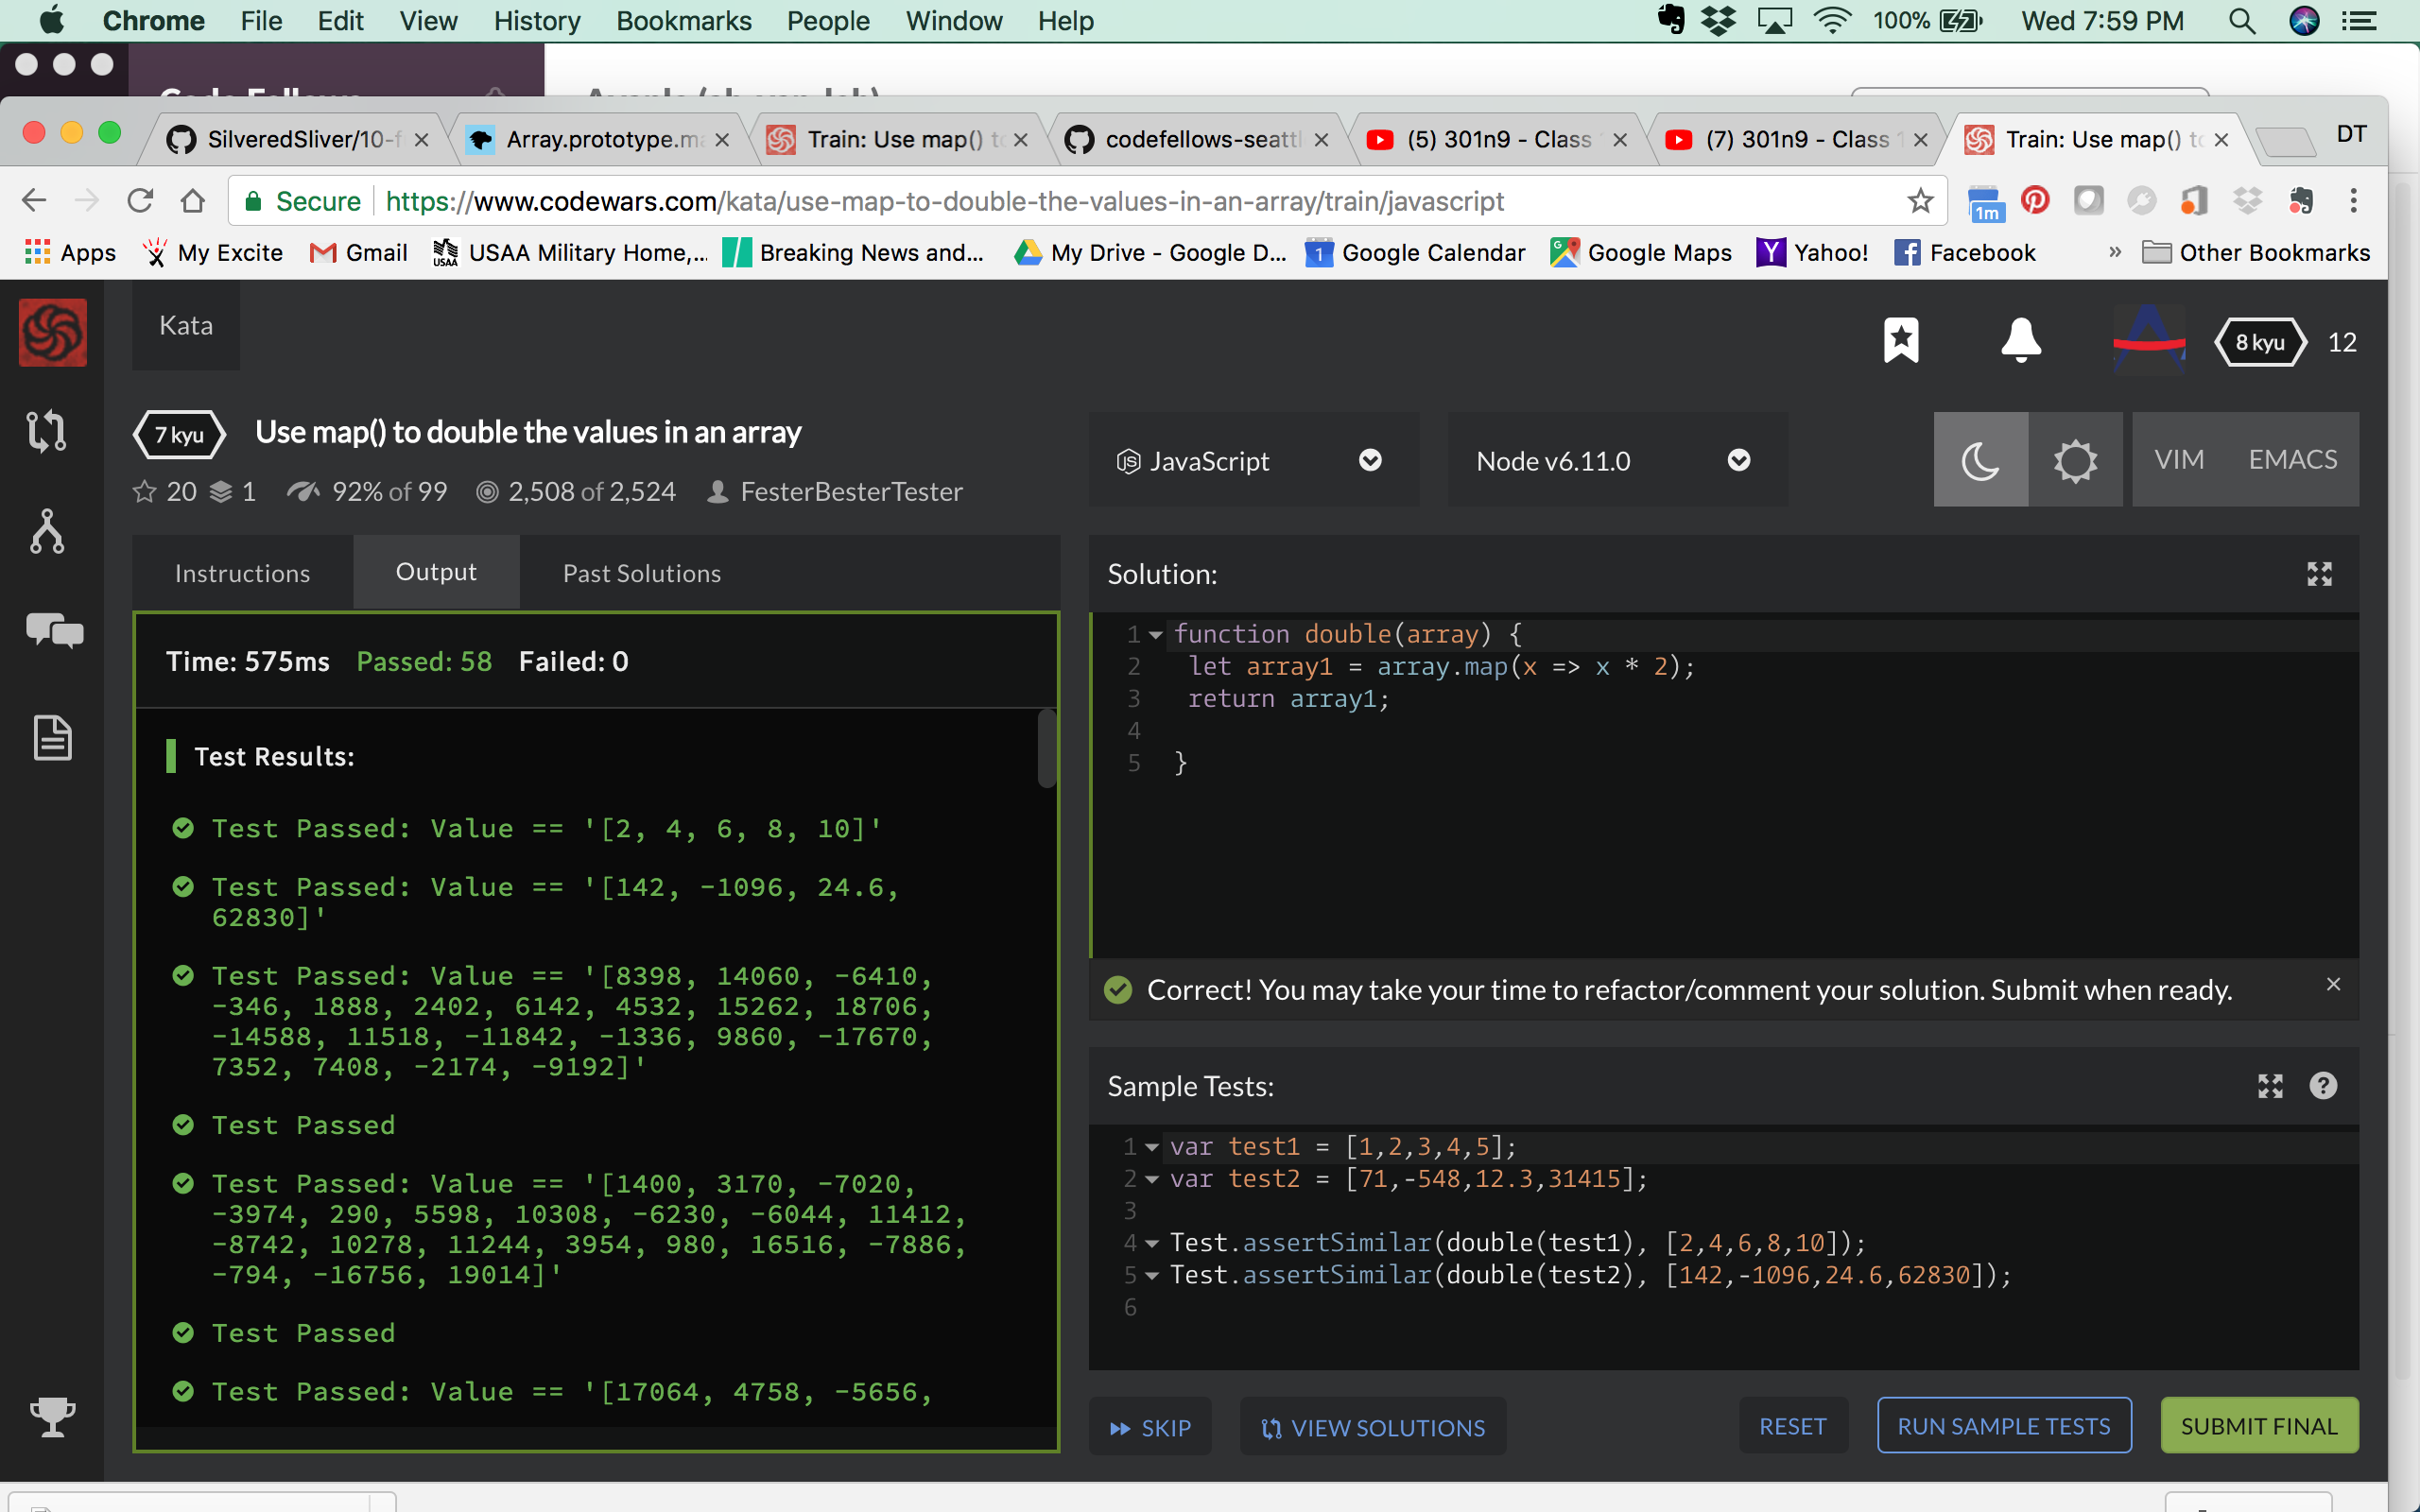 Chrome File Edit View History Bookmarks People Window Help 100% Wed 7:59 PM
SilveredSliver/10-f Array.prototype.ma Train: Use map() to codefellows-seattl (5) 301n9 - Class 1 (7) 301n9 - Class 1 Train: Use map() to DT
Secure https://www.codewars.com/kata/use-map-to-double-the-values-in-an-array/train/javascript 1m
Apps My Excite Gmail USAA USAA Military Home,... Breaking News and... My Drive - Google D... 1 Google Calendar Google Maps Yahoo! Facebook » Other Bookmarks
Kata
8 kyu 12
7 kyu Use map() to double the values in an array
20 1 92% of 99 2,508 of 2,524 FesterBesterTester
JavaScript Node v6.11.0 VIM EMACS
Instructions Output Past Solutions
Time: 575ms Passed: 58 Failed: 0
Test Results:
Test Passed: Value == '[2, 4, 6, 8, 10]'
Test Passed: Value == '[142, -1096, 24.6,
62830]'
Test Passed: Value == '[8398, 14060, -6410,
-346, 1888, 2402, 6142, 4532, 15262, 18706,
-14588, 11518, -11842, -1336, 9860, -17670,
7352, 7408, -2174, -9192]'
Test Passed
Test Passed: Value == '[1400, 3170, -7020,
-3974, 290, 5598, 10308, -6230, -6044, 11412,
-8742, 10278, 11244, 3954, 980, 16516, -7886,
-794, -16756, 19014]'
Test Passed
Test Passed: Value == '[17064, 4758, -5656,
Solution:
1 function double(array) {
2 let array1 = array.map(x => x * 2);
3 return array1;
4
5 }
Correct! You may take your time to refactor/comment your solution. Submit when ready.
Sample Tests:
1 var test1 = [1,2,3,4,5];
2 var test2 = [71,-548,12.3,31415];
3
4 Test.assertSimilar(double(test1), [2,4,6,8,10]);
5 Test.assertSimilar(double(test2), [142,-1096,24.6,62830]);
6
SKIP VIEW SOLUTIONS RESET RUN SAMPLE TESTS SUBMIT FINAL